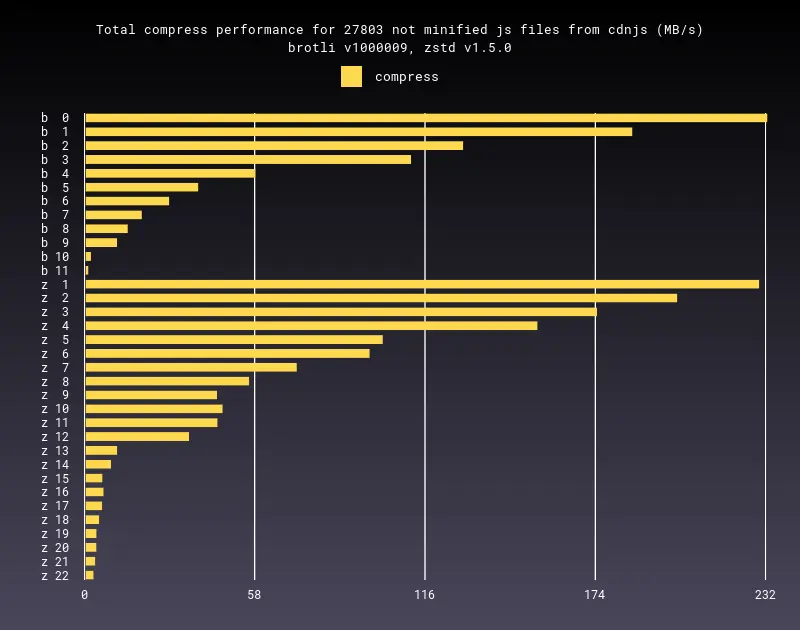 Total compress performance for 27803 not minified js files from cdnjs (MB/s)
brotli v1000009, zstd v1.5.0
compress
b 0
b 1
b 2
b 3
b 4
b 5
b 6
b 7
b 8
b 9
b 10
b 11
z 1
z 2
z 3
z 4
z 5
z 6
z 7
z 8
z 9
z 10
z 11
z 12
z 13
z 14
z 15
z 16
z 17
z 18
z 19
z 20
z 21
z 22
0 58 116 174 232